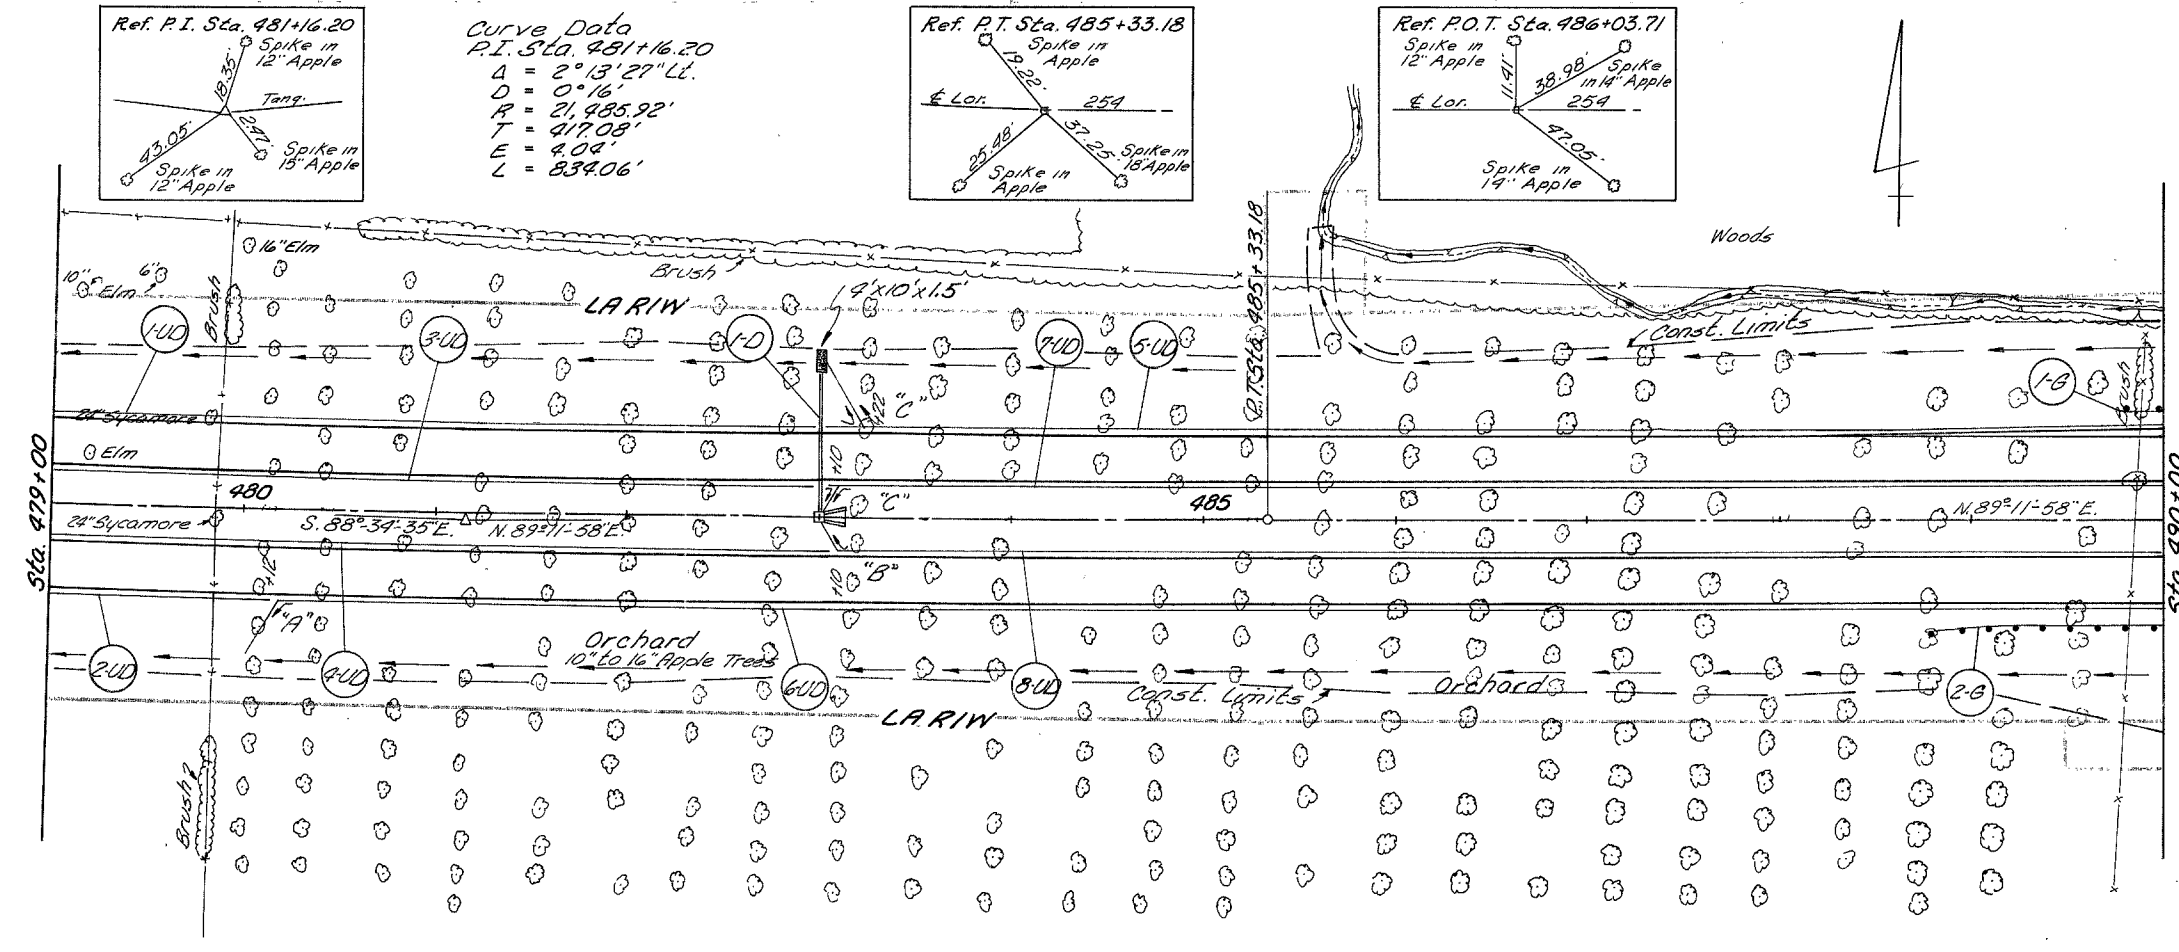 Ref. P.I. Sta. 481+16.20
Spike in
12" Apple
18.35'
Tang.
43.05'
2.97'
Spike in
12" Apple
Spike in
15" Apple
Curve Data
P.I. Sta. 481+16.20
Δ = 2°13'27" Lt.
D = 0°16'
R = 21,485.92'
T = 417.08'
E = 4.04'
L = 834.06'
Ref. P.T. Sta. 485+33.18
Spike in
Apple
19.22'
₠ Lor.
254
25.48'
37.25'
Spike in
Apple
Spike in
18" Apple
Ref. P.O.T. Sta. 486+03.71
Spike in
12" Apple
11.41'
38.98'
Spike
in 14" Apple
₠ Lor.
254
47.05'
Spike in
14" Apple
16" Elm
10"
Elm
6"
Brush
Brush
LA R/W
4'x10'x1.5'
P.T. Sta. 485+33.18
Woods
Const. Limits
1-UD
3-UD
1-D
7-UD
5-UD
1-G
Brush
24" Sycamore
+22
"C"
Elm
+10
Sta. 479+00
480
"C"
485
24" Sycamore
S. 88°-34'-35" E.
N. 89°-11'-58" E.
N. 89°-11'-58" E.
Sta. 490+00
+12
+10
"B"
"A"
Orchard
10" to 16" Apple Trees
2-UD
4-UD
6-UD
8-UD
Const. Limits
Orchard
2-G
LA R/W
Brush